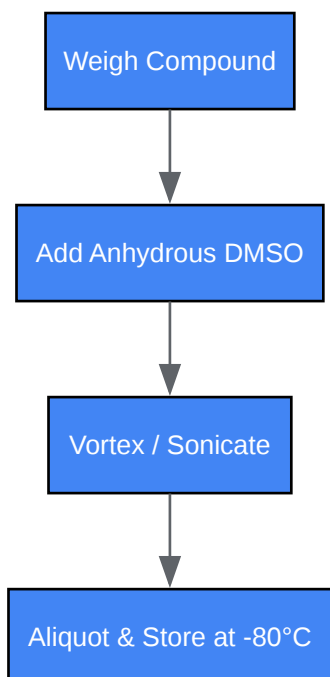 Weigh Compound
Add Anhydrous DMSO
Vortex / Sonicate
Aliquot & Store at -80°C